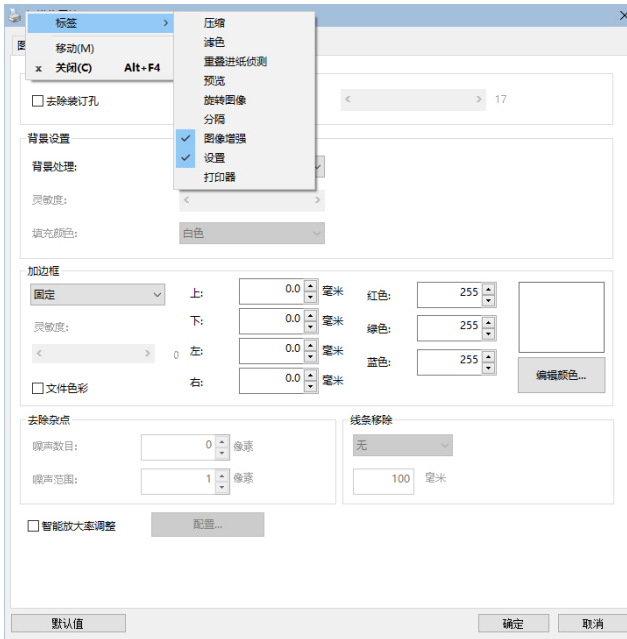 标签
移动(M)
x 关闭(C) Alt+F4
压缩
滤色
重叠进纸侦测
预览
旋转图像
分隔
图像增强
设置
打印器
去除装订孔
17
背景设置
背景处理:
灵敏度:
填充颜色:
白色
加边框
固定
灵敏度:
0
文件色彩
上: 0.0 毫米
下: 0.0 毫米
左: 0.0 毫米
右: 0.0 毫米
红色: 255
绿色: 255
蓝色: 255
编辑颜色...
去除杂点
噪声数目: 0 像素
噪声范围: 1 像素
线条移除
无
100 毫米
智能放大率调整
配置...
默认值
确定
取消